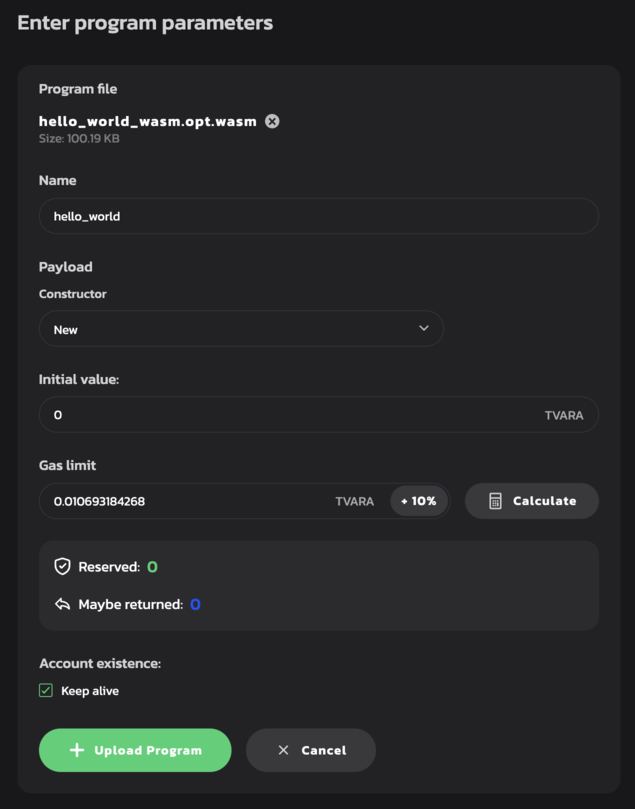 Enter program parameters
Program file
hello_world_wasm.opt.wasm
Size: 100.19 KB
Name
hello_world
Payload
Constructor
New
Initial value:
0 TVARA
Gas limit
0.010693184268 TVARA + 10% Calculate
Reserved: 0
Maybe returned: 0
Account existence:
Keep alive
Upload Program Cancel